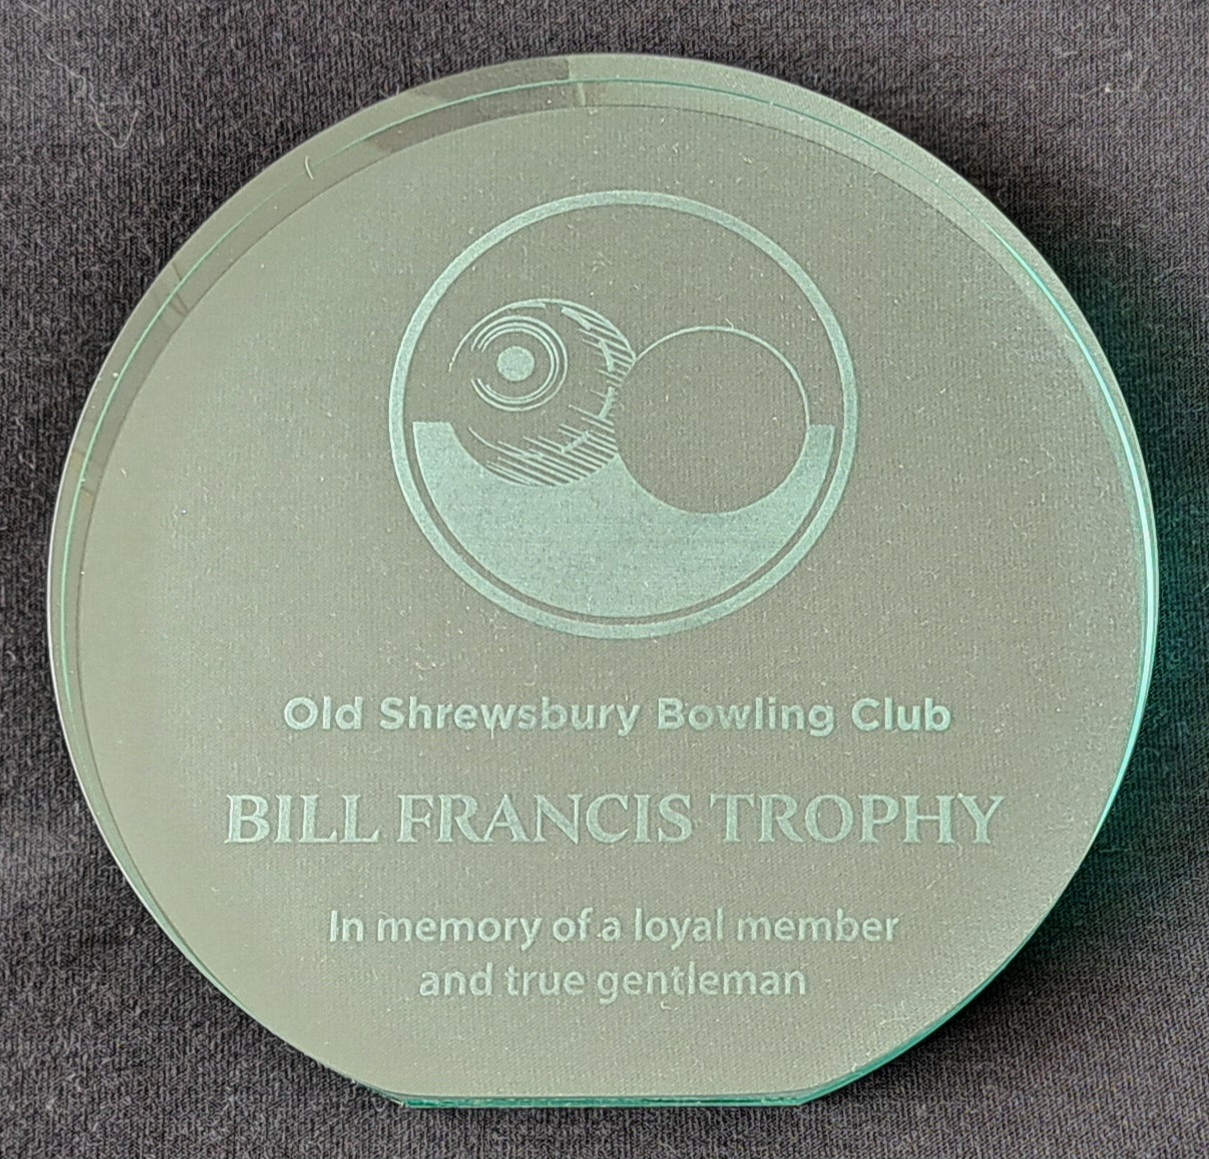 Old Shrewsbury Bowling Club
BILL FRANCIS TROPHY
In memory of a loyal member
and true gentleman